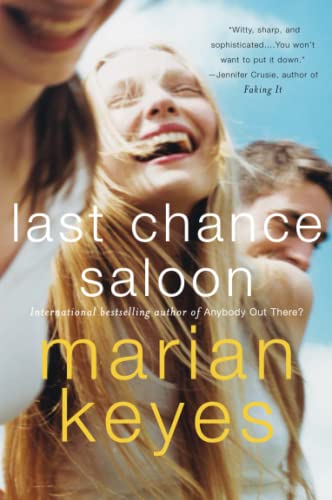 "Witty, sharp, and
sophisticated....You won't
want to put it down."
—Jennifer Crusie, author of
Faking It
last chance
saloon
International bestselling author of Anybody Out There?
marian
keyes